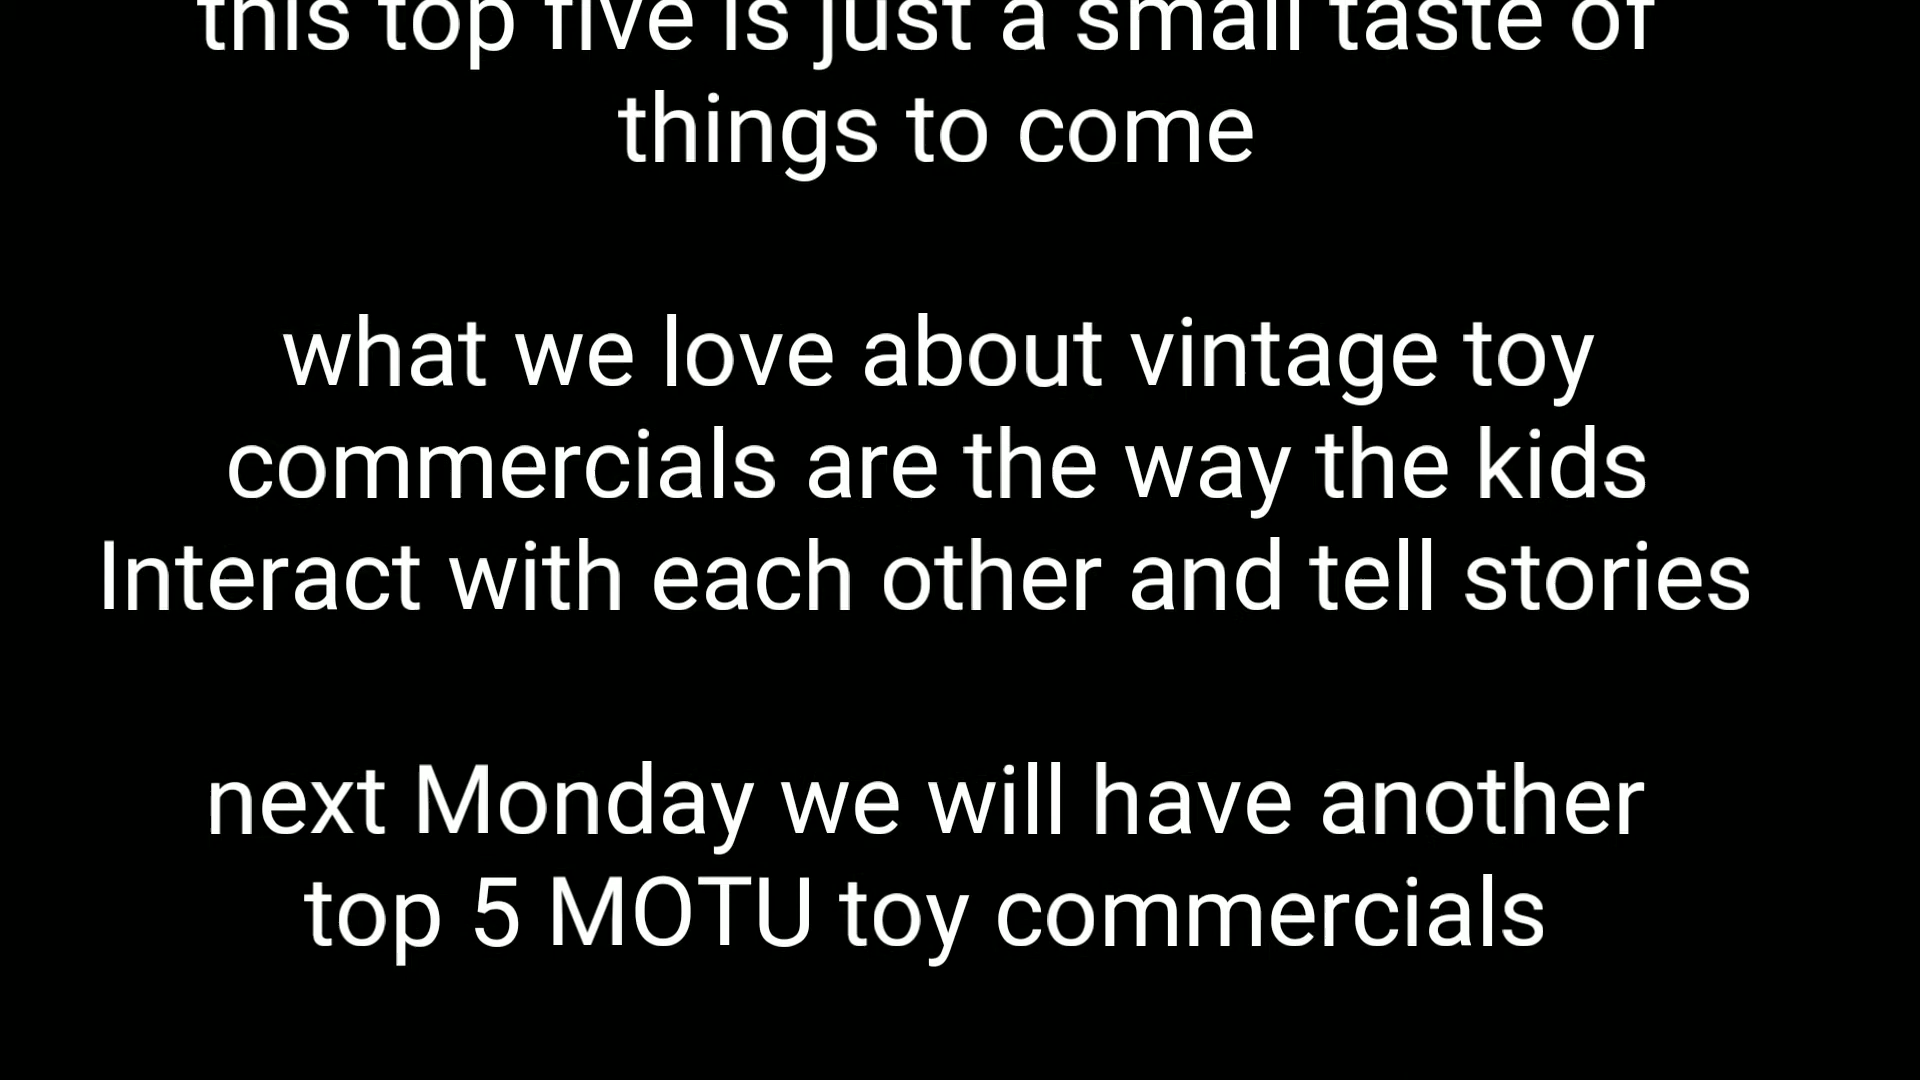 this top five is just a small taste of
things to come
what we love about vintage toy
commercials are the way the kids
Interact with each other and tell stories
next Monday we will have another
top 5 MOTU toy commercials